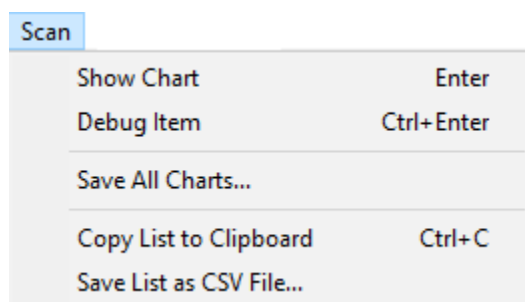 Scan
Show Chart Enter
Debug Item Ctrl+Enter
Save All Charts...
Copy List to Clipboard Ctrl+C
Save List as CSV File...